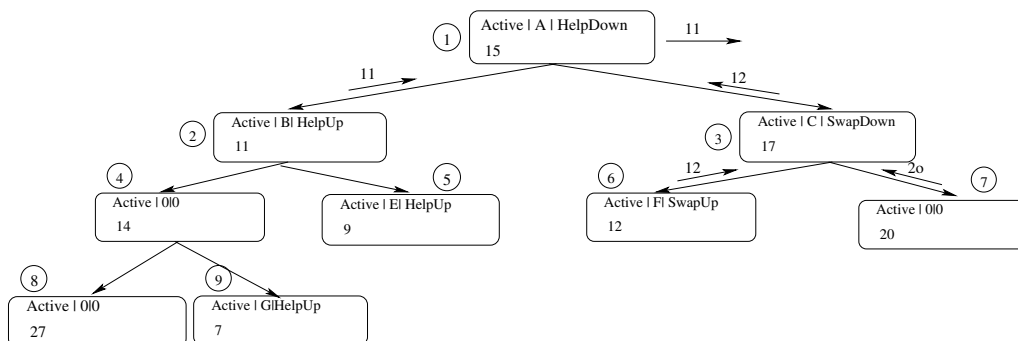 1
Active | A | HelpDown
15
11
11
12
2
Active | B| HelpUp
11
3
Active | C | SwapDown
17
4
Active | 0|0
14
5
Active | E| HelpUp
9
6
12
Active | F| SwapUp
12
2o
7
Active | 0|0
20
8
Active | 0|0
27
9
Active | G|HelpUp
7